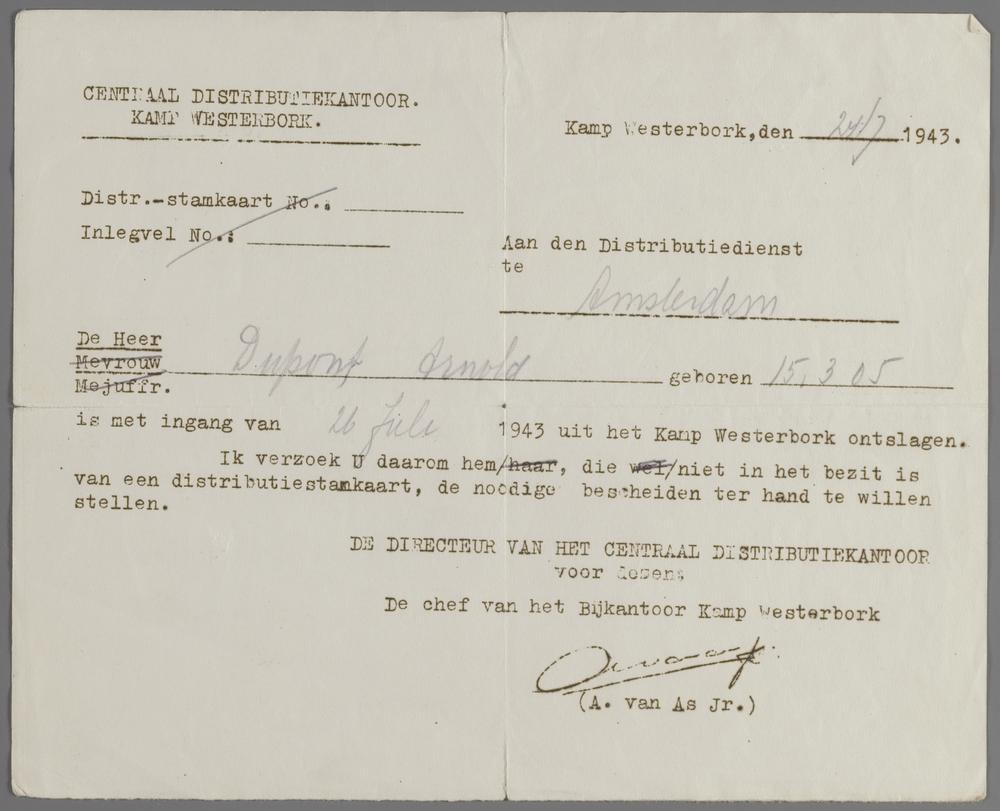 CENTRAAL DISTRIBUTIEKANTOOR.
KAMP WESTERBORK.
Kamp Westerbork,den 24/7 1943.
Distr.-stamkaart No.:
Inlegvel No.:
Aan den Distributiedienst
te
Amsterdam
De Heer
Mevrouw
Mejuffr.
Dupont Arnold geboren 15.3 05
is met ingang van 26 Juli 1943 uit het Kamp Westerbork ontslagen.
Ik verzoek U daarom hem/haar, die wel/niet in het bezit is
van een distributiestamkaart, de noodige bescheiden ter hand te willen
stellen.
DE DIRECTEUR VAN HET CENTRAAL DISTRIBUTIEKANTOOR
voor dezen;
De chef van het Bijkantoor Kamp Westerbork
(A. van As Jr.)